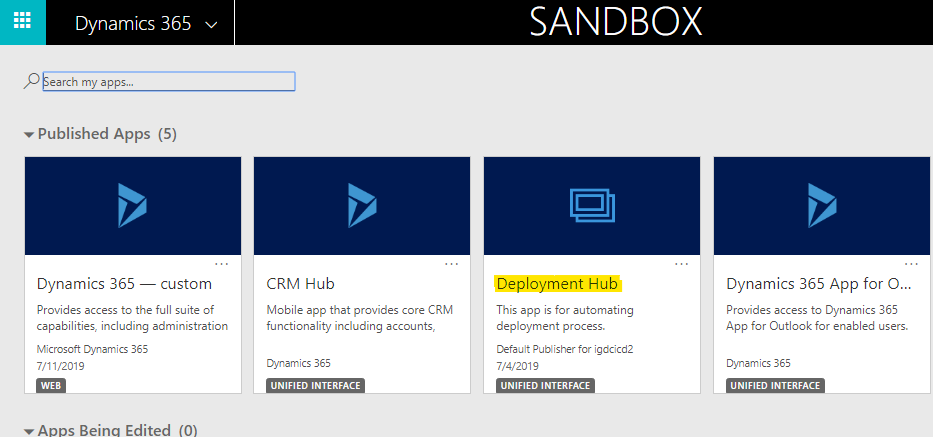 Dynamics 365
SANDBOX
Search my apps...
Published Apps (5)
...
...
...
...
Dynamics 365 — custom
Provides access to the full suite of
capabilities, including administration
Microsoft Dynamics 365
7/11/2019
WEB
CRM Hub
Mobile app that provides core CRM
functionality including accounts,
Dynamics 365
UNIFIED INTERFACE
Deployment Hub
This app is for automating
deployment process.
Default Publisher for igdcicd2
7/4/2019
UNIFIED INTERFACE
Dynamics 365 App for O...
Provides access to Dynamics 365
App for Outlook for enabled users.
Dynamics 365
UNIFIED INTERFACE
Apps Being Edited (0)